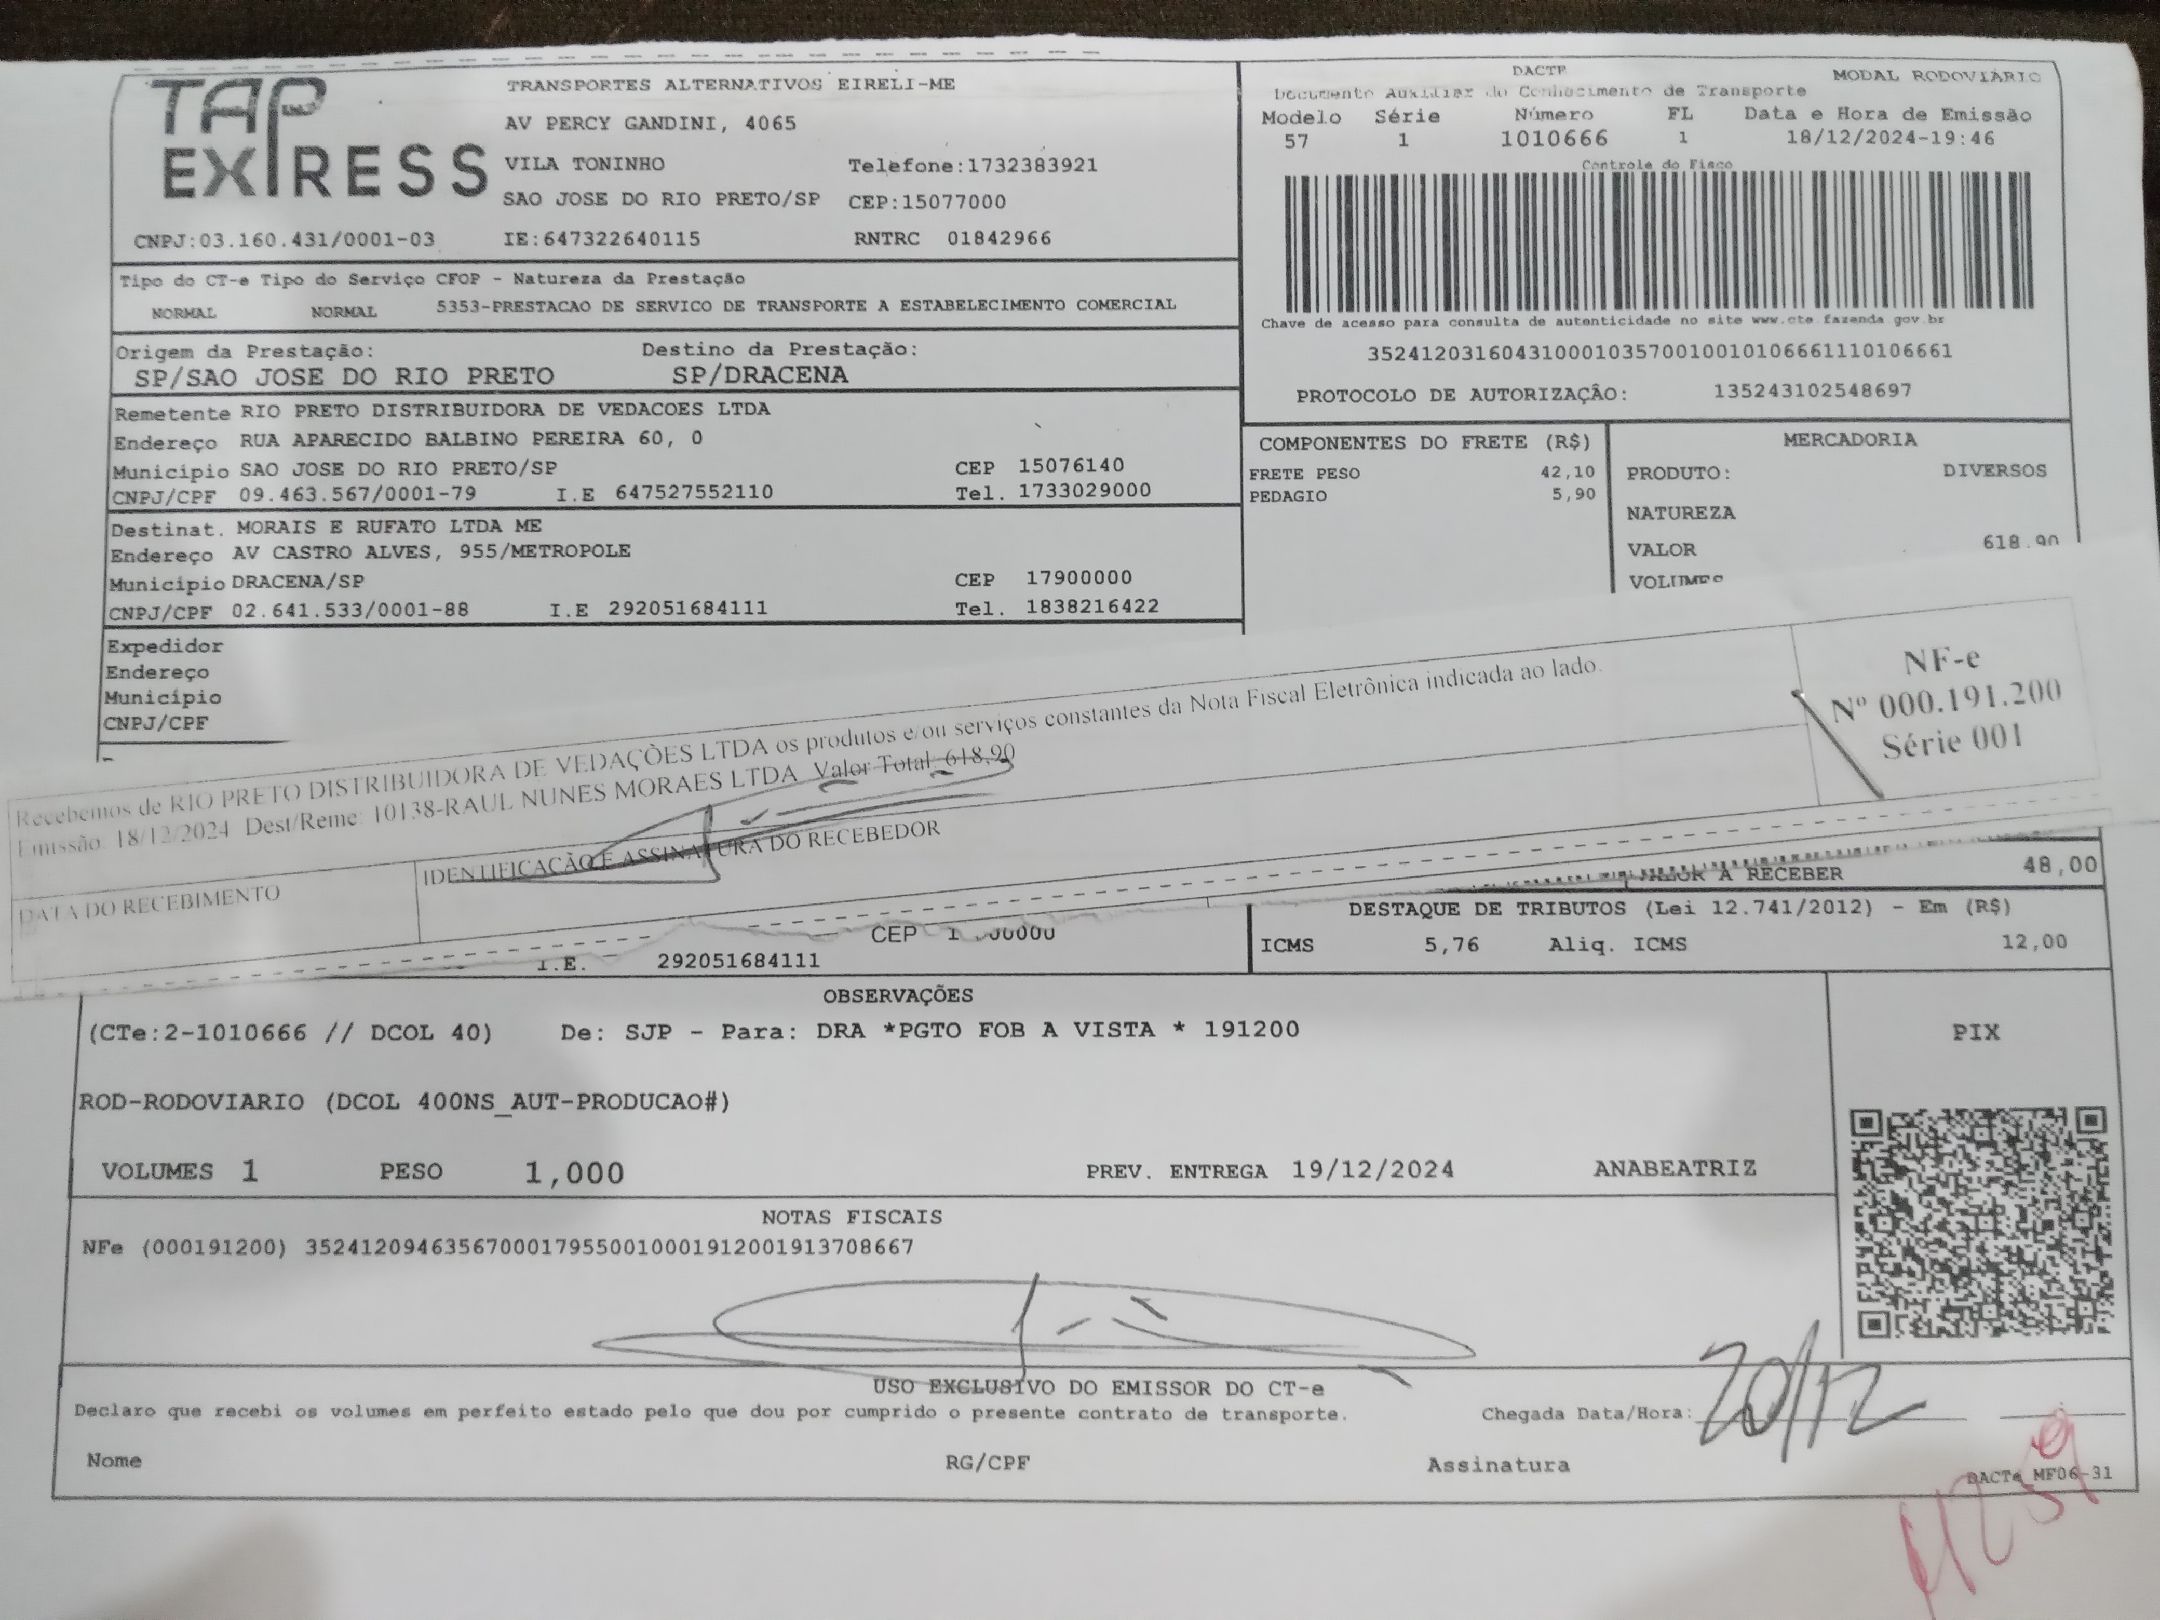 TAP EXPRESS
TRANSPORTES ALTERNATIVOS EIRELI-ME
AV PERCY GANDINI, 4065
VILA TONINHO Telefone:1732383921
SAO JOSE DO RIO PRETO/SP CEP:15077000
CNPJ:03.160.431/0001-03 IE:647322640115 RNTRC 01842966
DACTE MODAL RODOVIÁRIO
Documento Auxiliar do Conhecimento de Transporte
Modelo Série Número FL Data e Hora de Emissão
57 1 1010666 1 18/12/2024-19:46
Controle do Fisco
Chave de acesso para consulta de autenticidade no site www.cte.fazenda.gov.br
35241203160431000103570010010106661110106661
PROTOCOLO DE AUTORIZAÇÂO: 135243102548697
Tipo do CT-e Tipo do Serviço CFOP - Natureza da Prestação
NORMAL NORMAL 5353-PRESTACAO DE SERVICO DE TRANSPORTE A ESTABELECIMENTO COMERCIAL
Origem da Prestação: Destino da Prestação:
SP/SAO JOSE DO RIO PRETO SP/DRACENA
Remetente RIO PRETO DISTRIBUIDORA DE VEDACOES LTDA
Endereço RUA APARECIDO BALBINO PEREIRA 60, 0
Município SAO JOSE DO RIO PRETO/SP CEP 15076140
CNPJ/CPF 09.463.567/0001-79 I.E 647527552110 Tel. 1733029000
Destinat. MORAIS E RUFATO LTDA ME
Endereço AV CASTRO ALVES, 955/METROPOLE
Município DRACENA/SP CEP 17900000
CNPJ/CPF 02.641.533/0001-88 I.E 292051684111 Tel. 1838216422
Expedidor
Endereço
Município
CNPJ/CPF
COMPONENTES DO FRETE (R$)
FRETE PESO 42,10
PEDAGIO 5,90
MERCADORIA
PRODUTO: DIVERSOS
NATUREZA
VALOR 618.90
VOLUMES
Recebemos de RIO PRETO DISTRIBUIDORA DE VEDAÇÕES LTDA os produtos e/ou serviços constantes da Nota Fiscal Eletrônica indicada ao lado.
Emissão: 18/12/2024 Dest/Reme: 10138-RAUL NUNES MORAES LTDA Valor Total: 618,90
DATA DO RECEBIMENTO
IDENTIFICAÇÃO E ASSINATURA DO RECEBEDOR
NF-e
Nº 000.191.200
Série 001
VALOR A RECEBER 48,00
DESTAQUE DE TRIBUTOS (Lei 12.741/2012) - Em (R$)
ICMS 5,76 Aliq. ICMS 12,00
CEP
I.E. 292051684111
OBSERVAÇÕES
(CTe:2-1010666 // DCOL 40) De: SJP - Para: DRA *PGTO FOB A VISTA * 191200
ROD-RODOVIARIO (DCOL 400NS_AUT-PRODUCAO#)
VOLUMES 1 PESO 1,000 PREV. ENTREGA 19/12/2024 ANABEATRIZ
PIX
NOTAS FISCAIS
NFe (000191200) 35241209463567000179550010001912001913708667
USO EXCLUSIVO DO EMISSOR DO CT-e
Declaro que recebi os volumes em perfeito estado pelo que dou por cumprido o presente contrato de transporte. Chegada Data/Hora: 20/12
Nome RG/CPF Assinatura
DACTe MF06-31